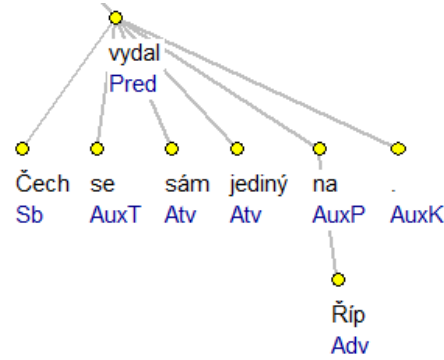 vydal
Pred
Čech se sám jediný na .
Sb AuxT Atv Atv AuxP AuxK
Říp
Adv